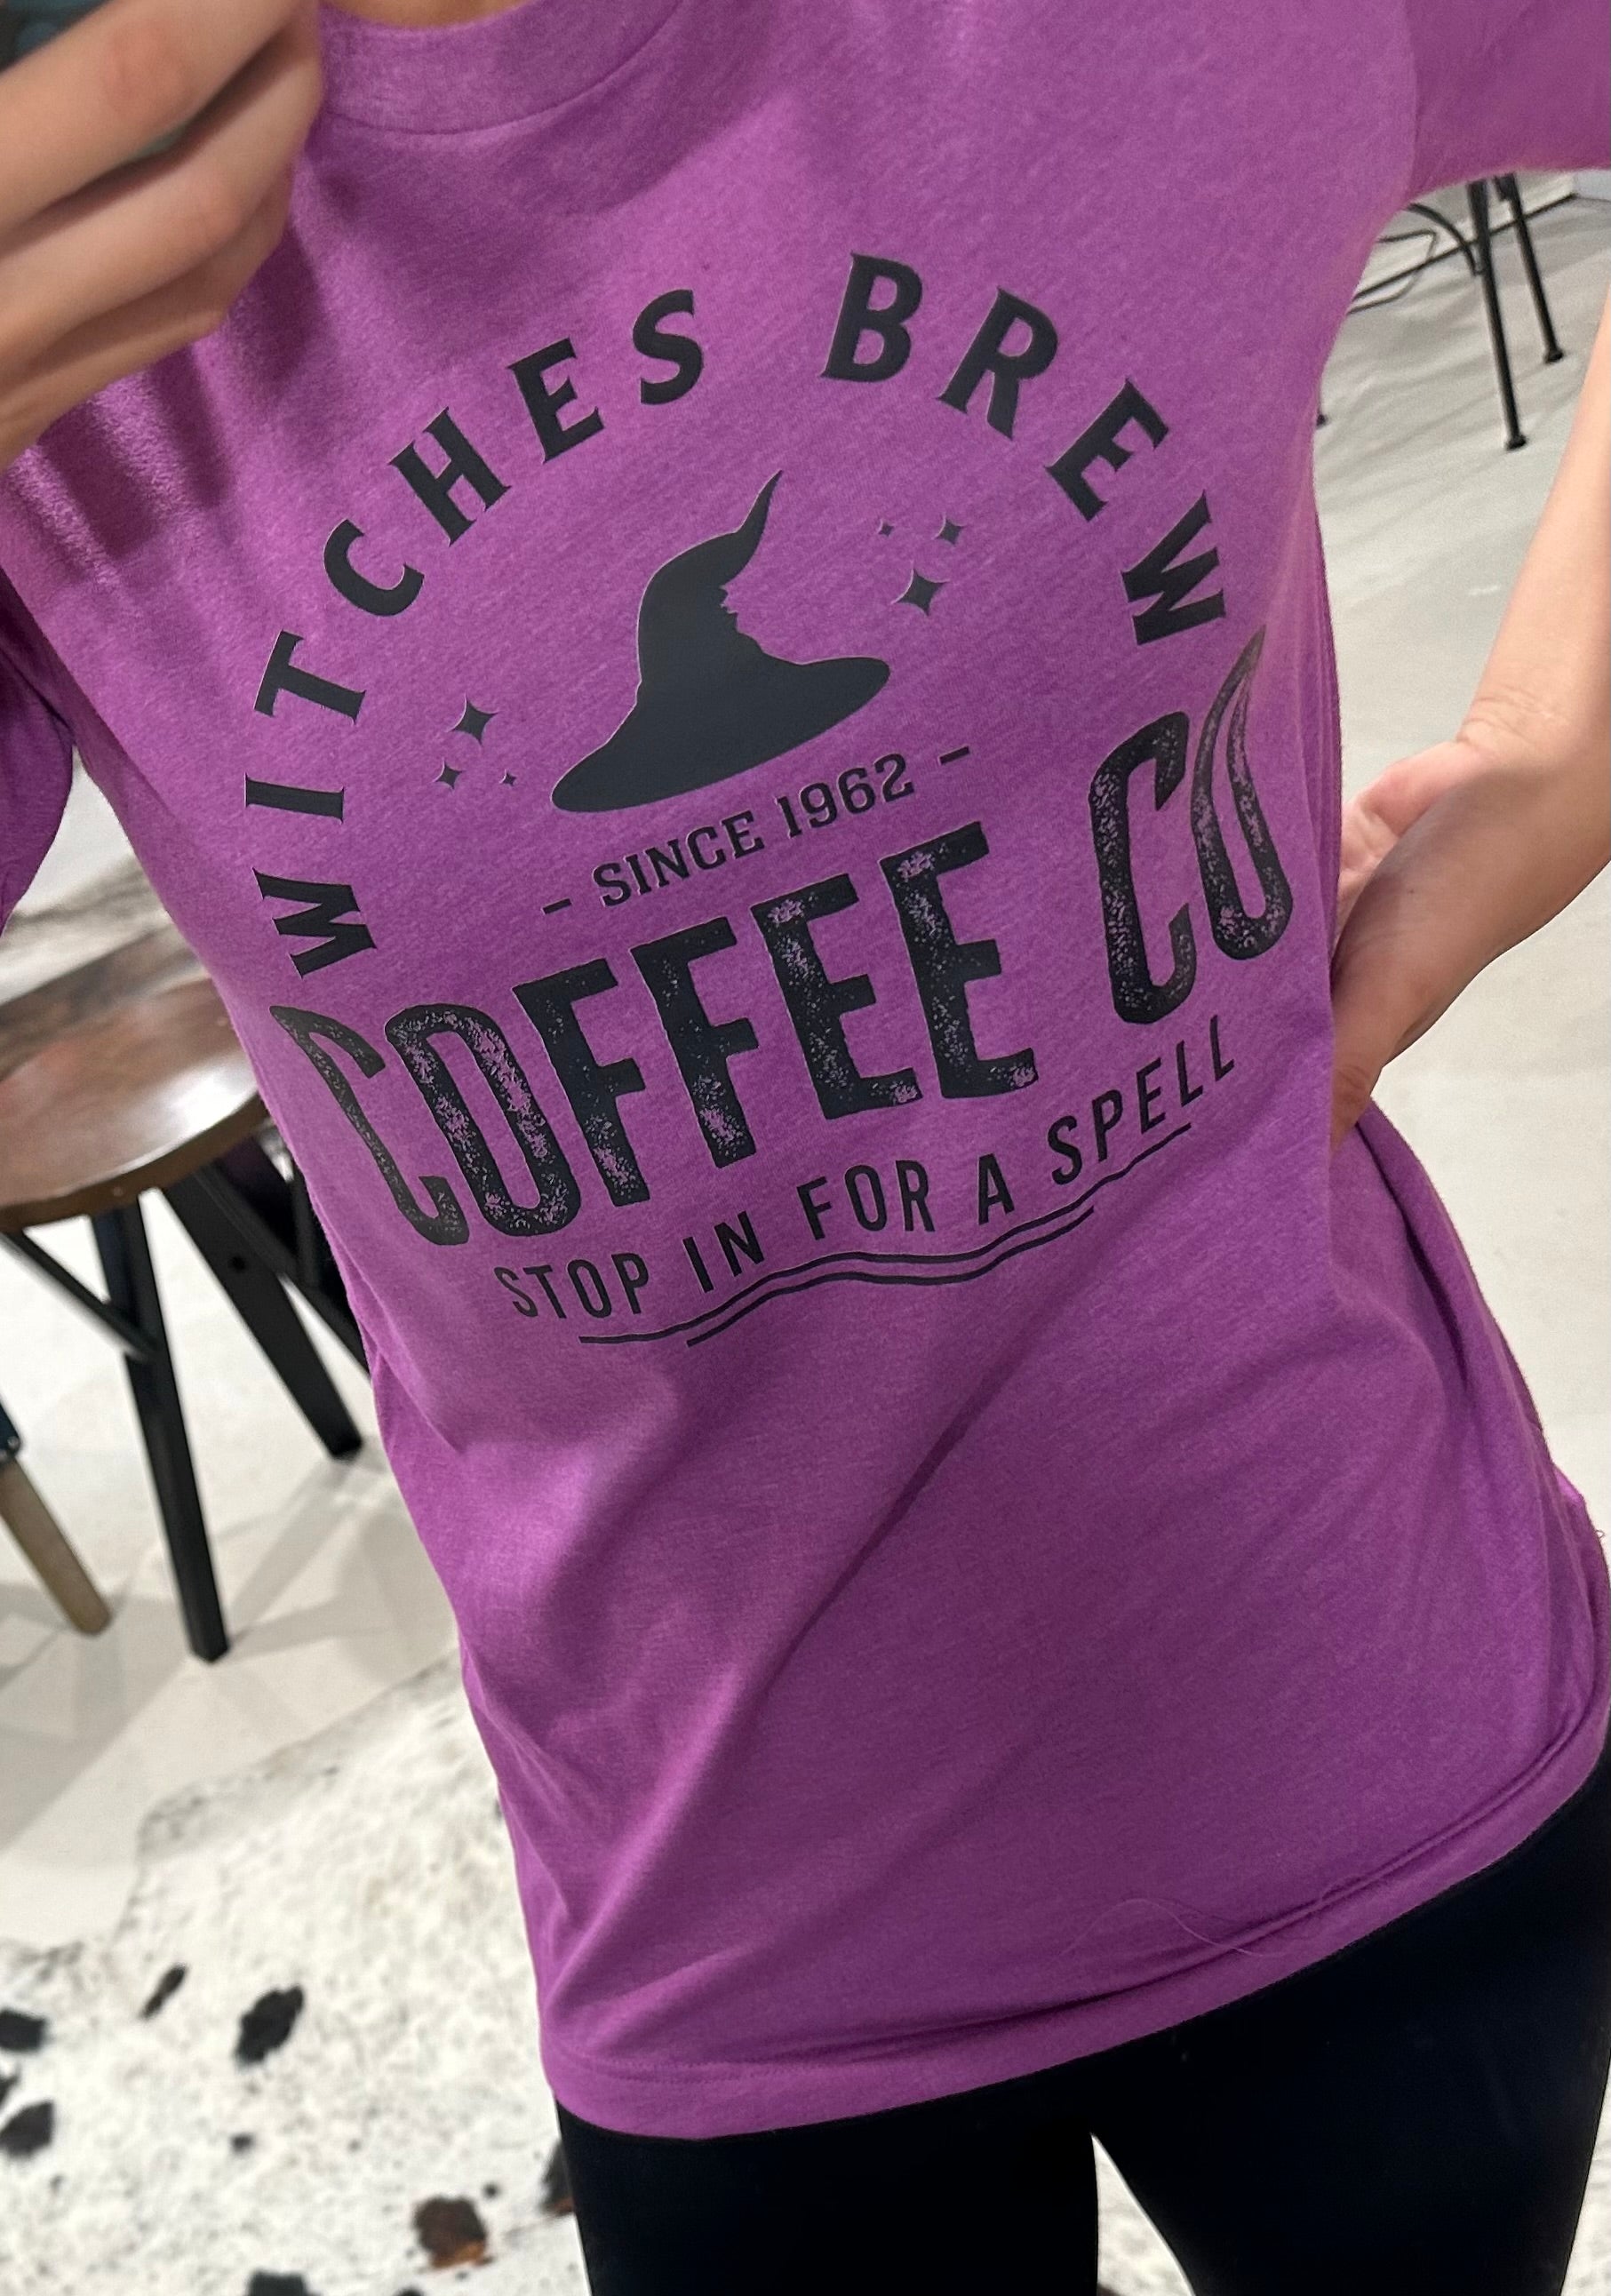 WITCHES BREW
- SINCE 1962 -
COFFEE CO
STOP IN FOR A SPELL